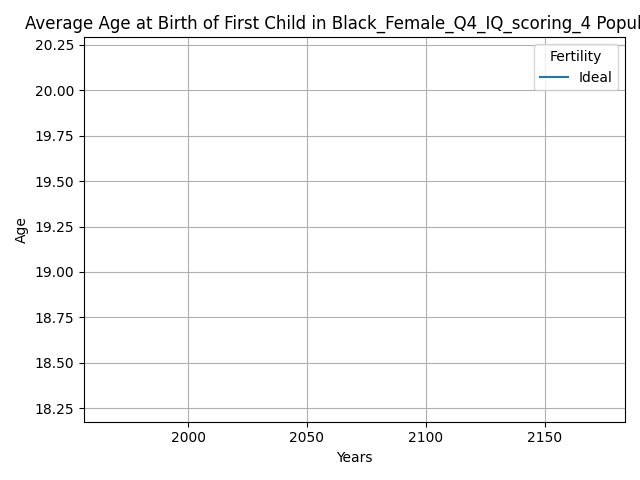 Average Age at Birth of First Child in Black_Female_Q4_IQ_scoring_4 Popul
20.25
20.00
19.75
19.50
19.25
19.00
18.75
18.50
18.25
Age
Fertility
Ideal
2000 2050 2100 2150
Years